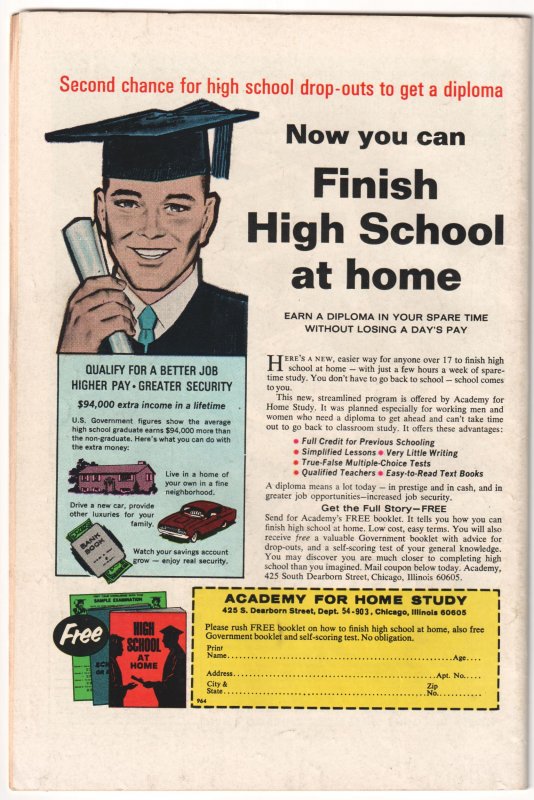 Second chance for high school drop-outs to get a diploma
Now you can
Finish
High School
at home
EARN A DIPLOMA IN YOUR SPARE TIME
WITHOUT LOSING A DAY'S PAY
QUALIFY FOR A BETTER JOB
HIGHER PAY • GREATER SECURITY
$94,000 extra income in a lifetime
U.S. Government figures show the average
high school graduate earns $94,000 more than
the non-graduate. Here's what you can do with
the extra money:
Live in a home of
your own in a fine
neighborhood.
Drive a new car, provide
other luxuries for your
family.
BANK
BOOK
Watch your savings account
grow — enjoy real security.
HERE'S A NEW, easier way for anyone over 17 to finish high
school at home — with just a few hours a week of spare-
time study. You don't have to go back to school — school comes
to you.
This new, streamlined program is offered by Academy for
Home Study. It was planned especially for working men and
women who need a diploma to get ahead and can't take time
out to go back to classroom study. It offers these advantages:
• Full Credit for Previous Schooling
• Simplified Lessons • Very Little Writing
• True-False Multiple-Choice Tests
• Qualified Teachers • Easy-to-Read Text Books
A diploma means a lot today — in prestige and in cash, and in
greater job opportunities—increased job security.
Get the Full Story—FREE
Send for Academy's FREE booklet. It tells you how you can
finish high school at home. Low cost, easy terms. You will also
receive free a valuable Government booklet with advice for
drop-outs, and a self-scoring test of your general knowledge.
You may discover you are much closer to completing high
school than you imagined. Mail coupon below today. Academy,
425 South Dearborn Street, Chicago, Illinois 60605.
Free
SAMPLE EXAMINATION
HIGH
SCHOOL
AT
HOME
ACADEMY FOR HOME STUDY
425 S. Dearborn Street, Dept. 54-903, Chicago, Illinois 60605
Please rush FREE booklet on how to finish high school at home, also free
Government booklet and self-scoring test. No obligation.
Print
Name Age
Address Apt. No.
City & Zip
State No.
964